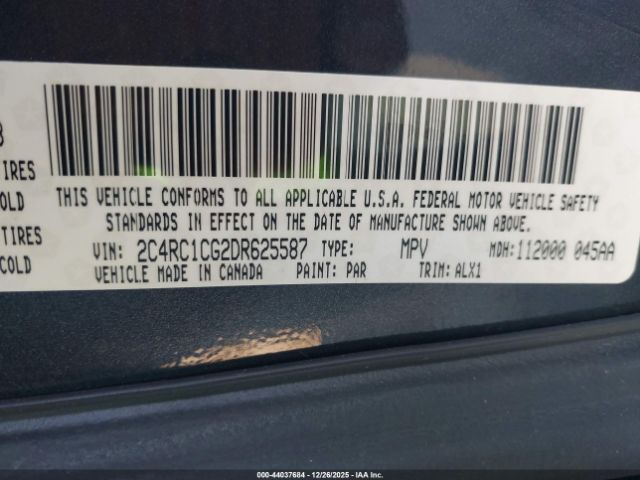 3
TIRES
COLD
TIRES
COLD
THIS VEHICLE CONFORMS TO ALL APPLICABLE U.S.A. FEDERAL MOTOR VEHICLE SAFETY
STANDARDS IN EFFECT ON THE DATE OF MANUFACTURE SHOWN ABOVE.
VIN: 2C4RC1CG2DR625587 TYPE: MPV MDH: 112000 045AA
VEHICLE MADE IN CANADA PAINT: PAR TRIM: ALX1
© 44037684 - 12/26/2025 - IAA Inc.